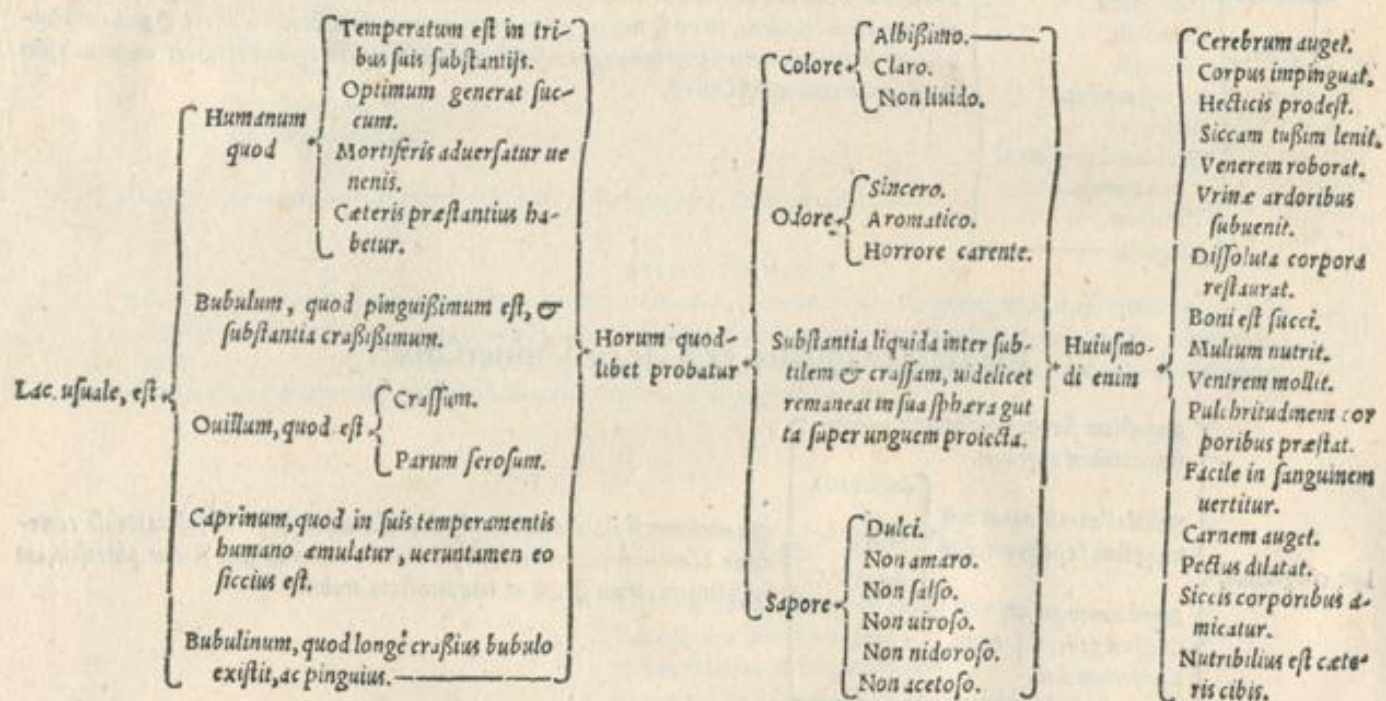 Lac uſuale, eſt
Humanum
quod
Temperatum eſt in tri-
bus ſuis ſubſtantijs.
Optimum generat ſuc-
cum.
Mortiferis aduerſatur ue
nenis.
Cæteris præſtantius ha-
betur.
Bubulum, quod pinguißimum eſt, &
ſubſtantia craßißimum.
Ouillum, quod eſt
Craſſum.
Parum ſeroſum.
Caprinum, quod in ſuis temperamentis
humano æmulatur, ueruntamen eo
ſiccius eſt.
Bubulinum, quod longè craßius bubulo
exiſtit, ac pinguius.
Horum quod-
libet probatur
Colore
Albißimo.
Claro.
Non liuido.
Odore
Sincero.
Aromatico.
Horrore carente.
Subſtantia liquida inter ſub-
tilem & craſſam, uidelicet
remaneat in ſua ſphæra gut
ta ſuper unguem proiecta.
Sapore
Dulci.
Non amaro.
Non ſalſo.
Non uiroſo.
Non nidoroſo.
Non acetoſo.
Huiuſmo-
di enim
Cerebrum auget.
Corpus impinguat.
Hecticis prodeſt.
Siccam tußim lenit.
Venerem roborat.
Vrinæ ardoribus
ſubuenit.
Diſſoluta corpora
reſtaurat.
Boni eſt ſucci.
Multum nutrit.
Ventrem mollit.
Pulchritudinem cor
poribus præſtat.
Facile in ſanguinem
uertitur.
Carnem auget.
Pectus dilatat.
Siccis corporibus a-
micatur.
Nutribilius eſt cæte-
ris cibis.